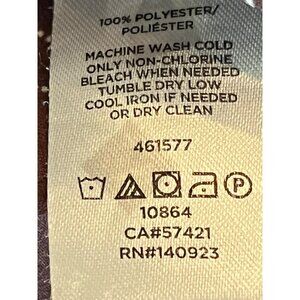 100% POLYESTER/
POLIÉSTER
MACHINE WASH COLD
ONLY NON-CHLORINE
BLEACH WHEN NEEDED
TUMBLE DRY LOW
COOL IRON IF NEEDED
OR DRY CLEAN
461577
P
10864
CA#57421
RN#140923